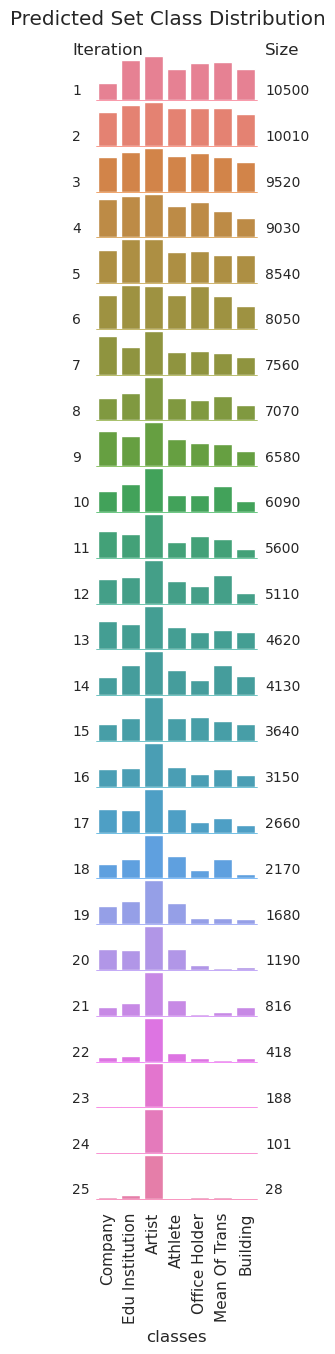 Predicted Set Class Distribution
Iteration Size
1 10500
2 10010
3 9520
4 9030
5 8540
6 8050
7 7560
8 7070
9 6580
10 6090
11 5600
12 5110
13 4620
14 4130
15 3640
16 3150
17 2660
18 2170
19 1680
20 1190
21 816
22 418
23 188
24 101
25 28
Company
Edu Institution
Artist
Athlete
Office Holder
Mean Of Trans
Building
classes